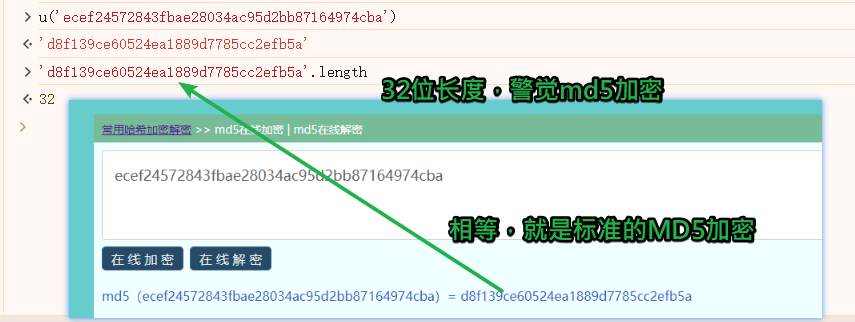 u('ecef24572843fbae28034ac95d2bb87164974cba')
'd8f139ce60524ea1889d7785cc2efb5a'
'd8f139ce60524ea1889d7785cc2efb5a'.length
32位长度，警觉md5加密
32
常用哈希加密解密 >> md5在线加密 | md5在线解密
ecef24572843fbae28034ac95d2bb87164974cba
相等，就是标准的MD5加密
在线加密 在线解密
md5（ecef24572843fbae28034ac95d2bb87164974cba）= d8f139ce60524ea1889d7785cc2efb5a